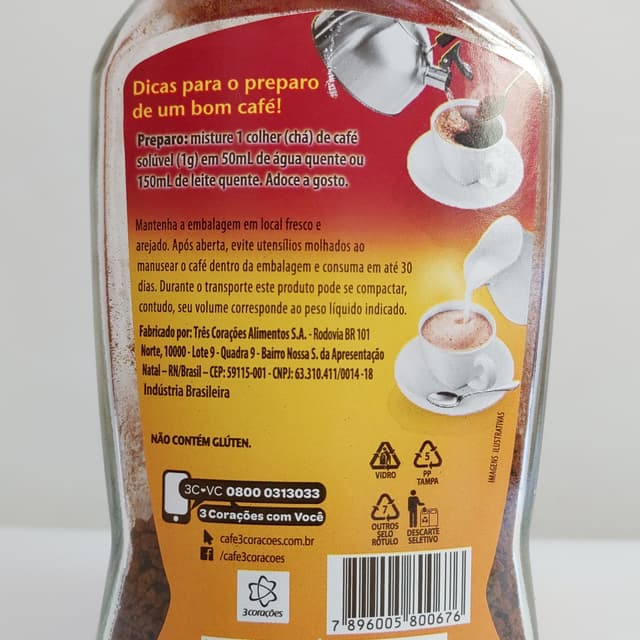 Dicas para o preparo
de um bom café!
Preparo: misture 1 colher (chá) de café
solúvel (1g) em 50mL de água quente ou
150mL de leite quente. Adoce a gosto.
Mantenha a embalagem em local fresco e
arejado. Após aberta, evite utensílios molhados ao
manusear o café dentro da embalagem e consuma em até 30
dias. Durante o transporte este produto pode se compactar,
contudo, seu volume corresponde ao peso líquido indicado.
Fabricado por: Três Corações Alimentos S.A. - Rodovia BR 101
Norte, 10000 - Lote 9 - Quadra 9 - Bairro Nossa S. da Apresentação
Natal – RN/Brasil – CEP: 59115-001 - CNPJ: 63.310.411/0014 -18
Indústria Brasileira
IMAGENS ILUSTRATIVAS
NÃO CONTÉM GLÚTEN.
VIDRO
5
PP
TAMPA
3C♥VC 0800 0313033
3 Corações com Você
7
OUTROS
SELO
RÓTULO
DESCARTE
SELETIVO
cafe3coracoes.com.br
/cafe3coracoes
3corações
7 896005 800676